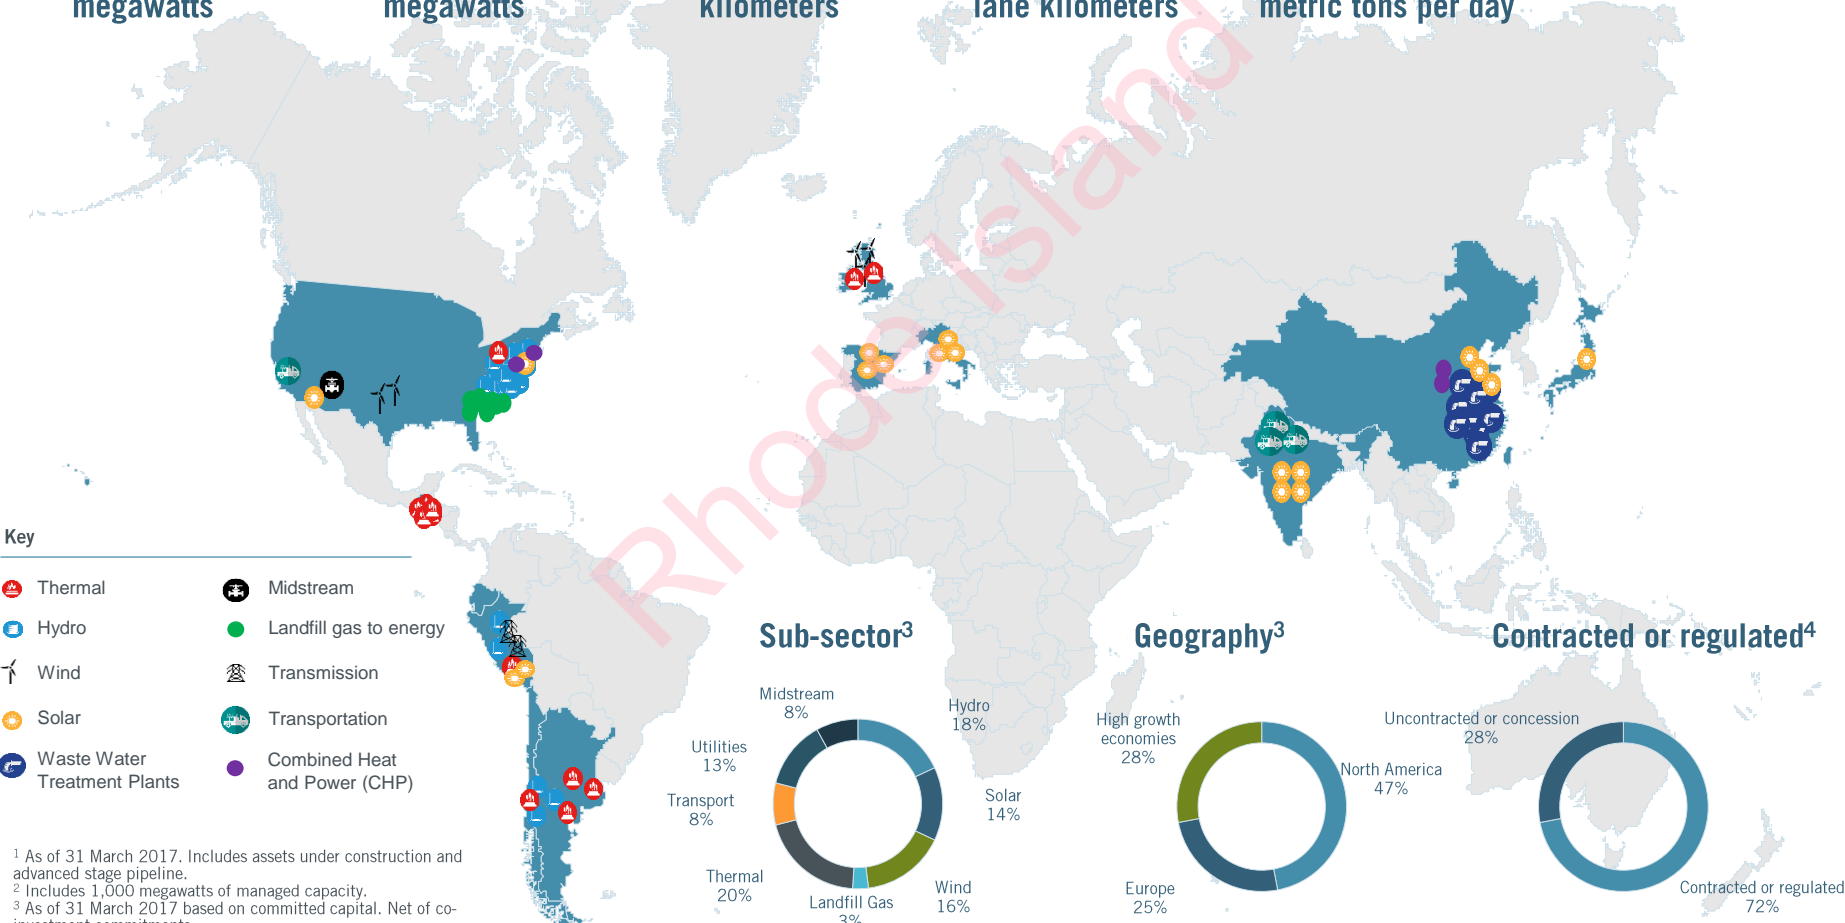 megawatts
megawatts
kilometers
lane kilometers
metric tons per day
Rhode Island
Key
Thermal
Midstream
Hydro
Landfill gas to energy
Wind
Transmission
Solar
Transportation
Waste Water
Treatment Plants
Combined Heat
and Power (CHP)
Sub-sector³
Midstream
8%
Hydro
18%
Utilities
13%
Solar
14%
Transport
8%
Thermal
20%
Landfill Gas
3%
Wind
16%
Geography³
High growth
economies
28%
North America
47%
Europe
25%
Contracted or regulated⁴
Uncontracted or concession
28%
Contracted or regulated
72%
¹ As of 31 March 2017. Includes assets under construction and
advanced stage pipeline.
² Includes 1,000 megawatts of managed capacity.
³ As of 31 March 2017 based on committed capital. Net of co-
investment commitments